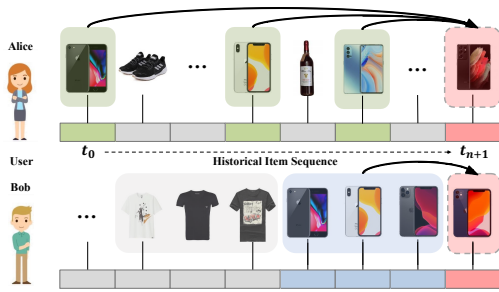 Alice
...
...
t0
tn+1
User
Historical Item Sequence
Bob
...